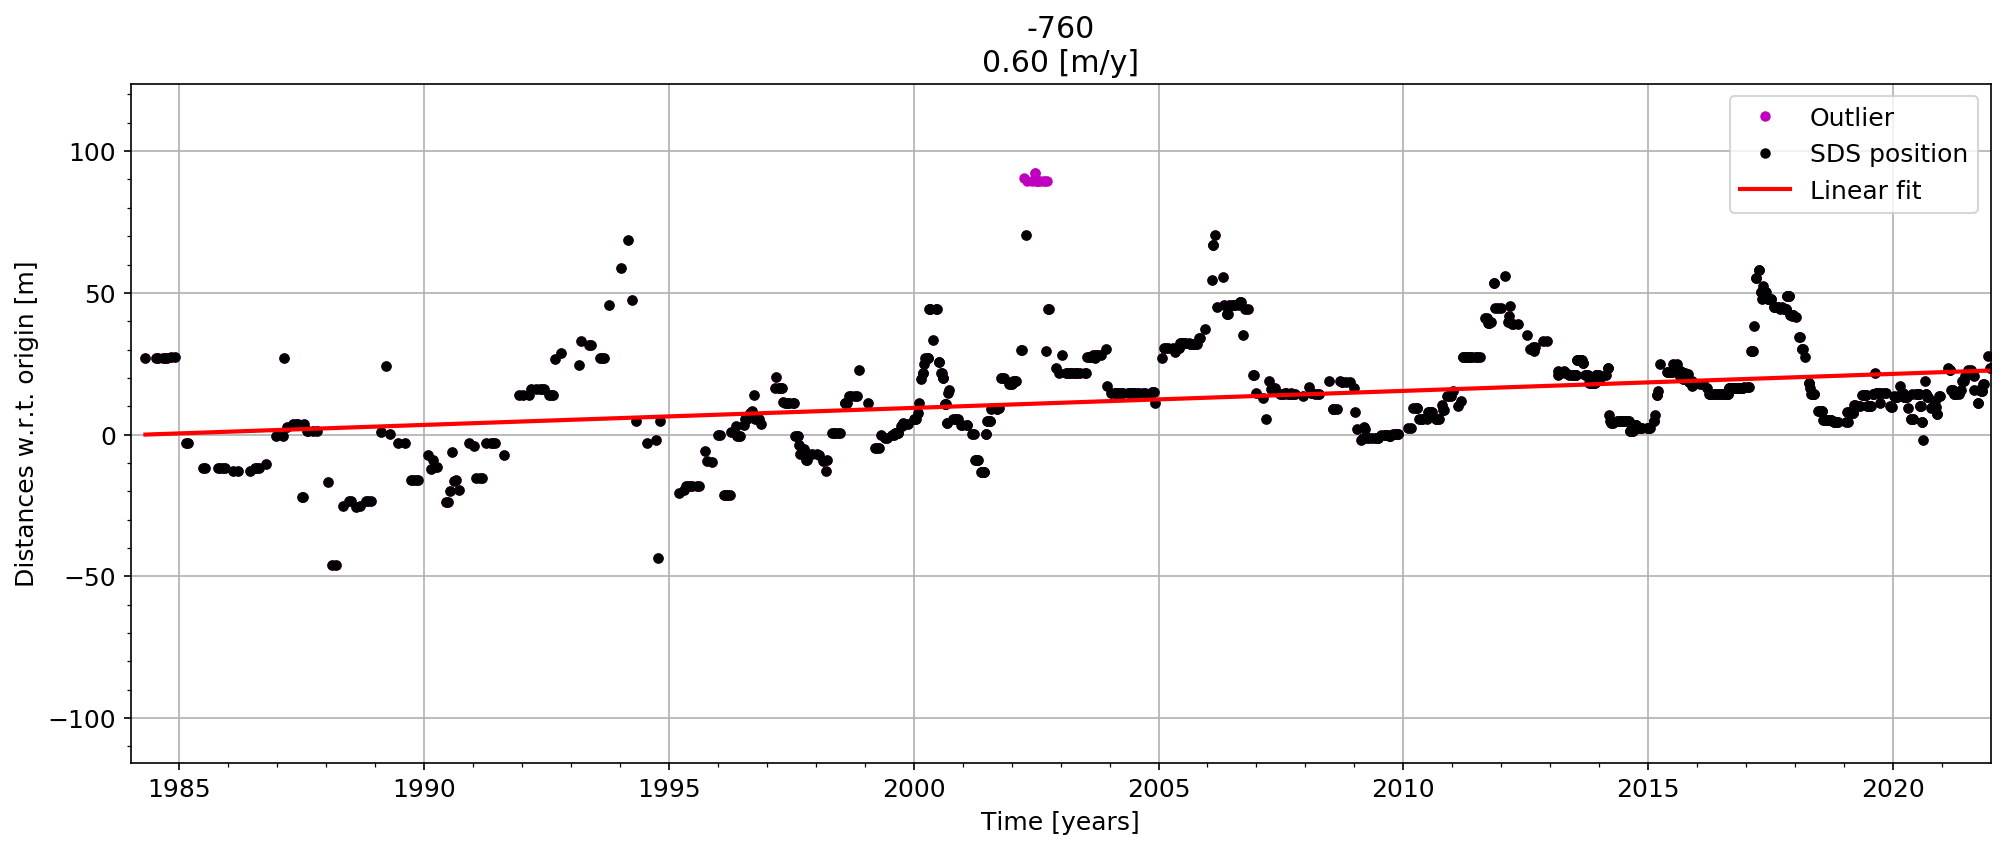 -760
0.60 [m/y]
Outlier
SDS position
Linear fit
Distances w.r.t. origin [m]
100
50
0
−50
−100
1985 1990 1995 2000 2005 2010 2015 2020
Time [years]